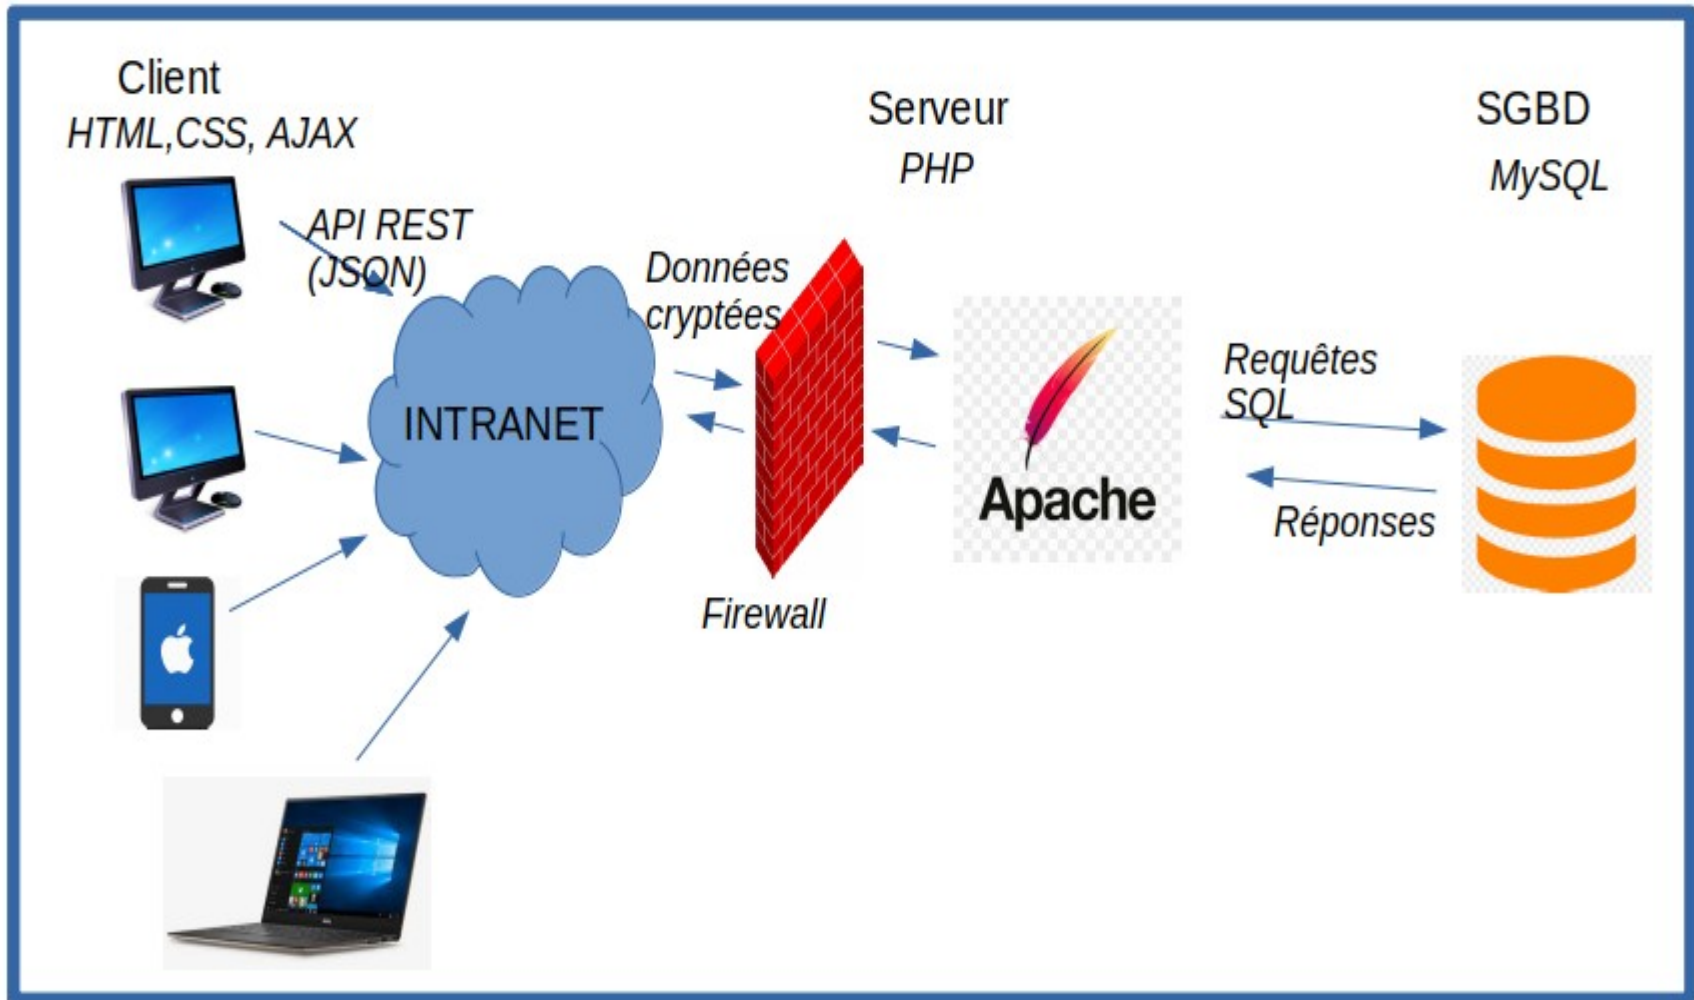 Client
HTML,CSS, AJAX
API REST
(JSON)
INTRANET
Données
cryptées
Firewall
Serveur
PHP
Apache
Requêtes
SQL
Réponses
SGBD
MySQL